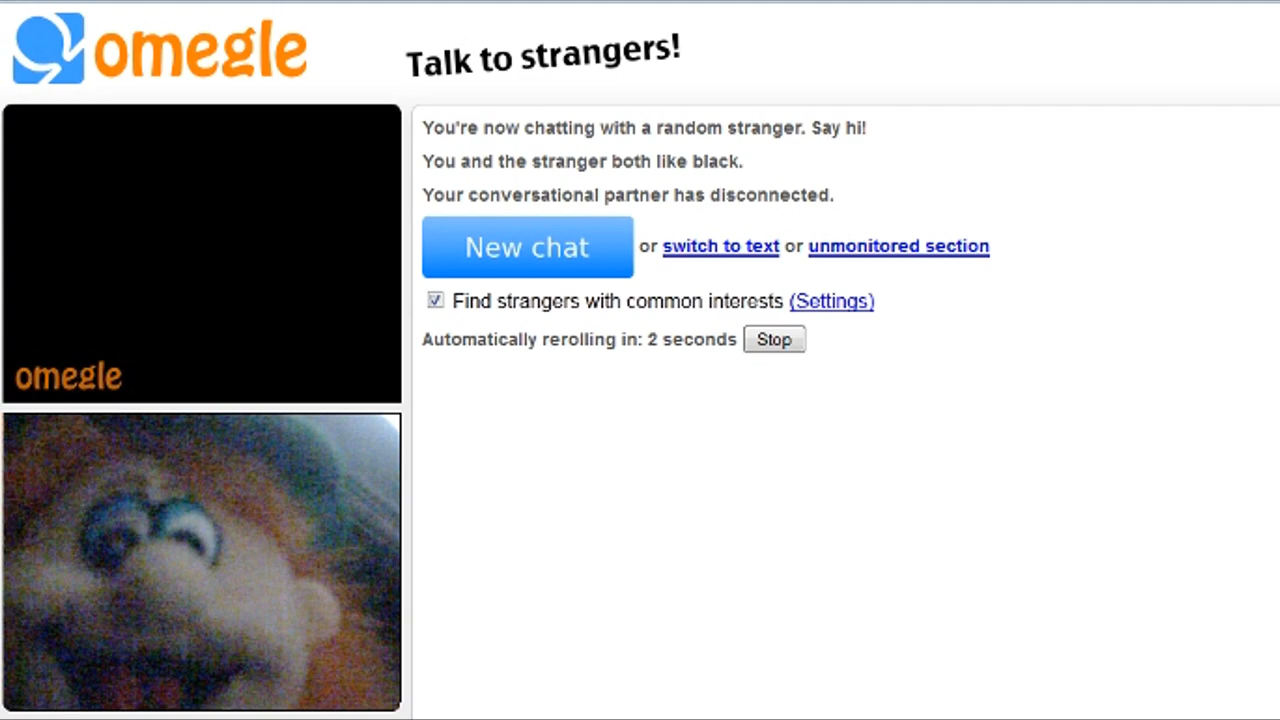 omegle
Talk to strangers!
You're now chatting with a random stranger. Say hi!
You and the stranger both like black.
Your conversational partner has disconnected.
New chat or switch to text or unmonitored section
Find strangers with common interests (Settings)
Automatically rerolling in: 2 seconds Stop
omegle